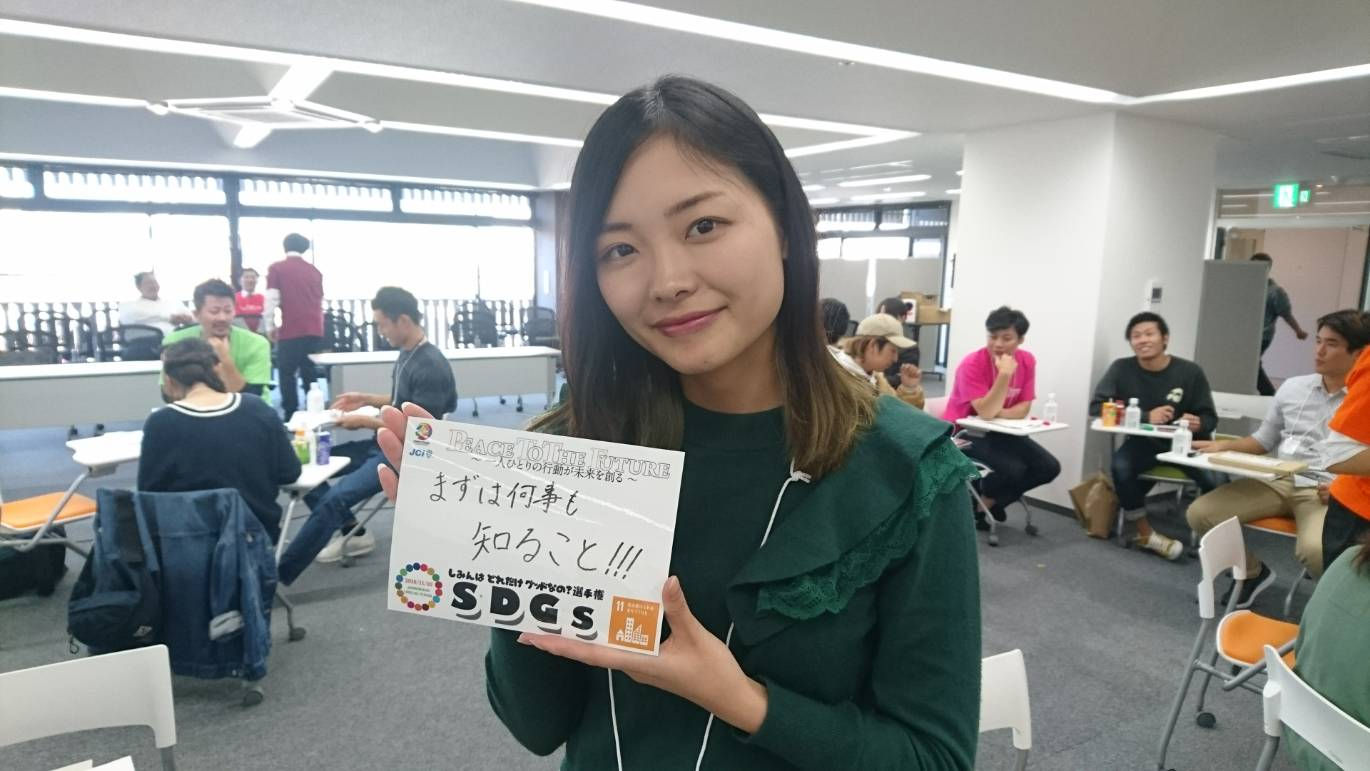 JCI
PEACE TO THE FUTURE
～一人ひとりの行動が未来を創る～
まずは何事も
知ること!!!
しみんは どれだけ グッドなの?選手権
SDGs
11